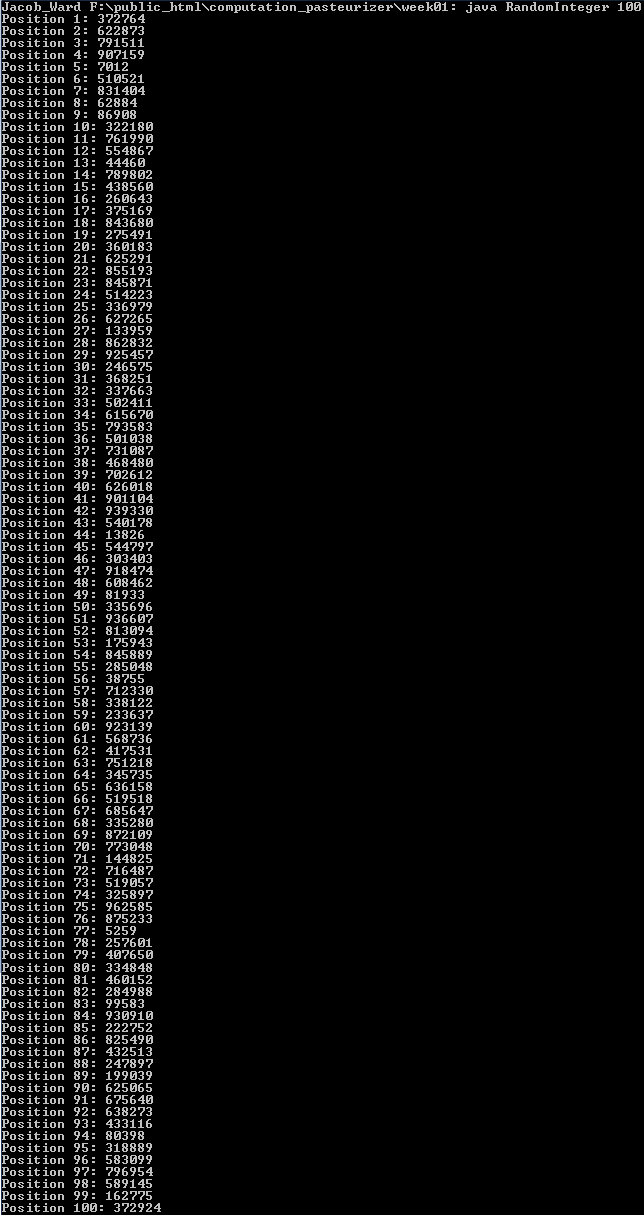 Jacob_Ward F:\public_html\computation_pasteurizer\week01: java RandomInteger 100
Position 1: 372764
Position 2: 622873
Position 3: 791511
Position 4: 907159
Position 5: 7012
Position 6: 510521
Position 7: 831404
Position 8: 62884
Position 9: 86908
Position 10: 322180
Position 11: 761990
Position 12: 554867
Position 13: 44460
Position 14: 789802
Position 15: 438560
Position 16: 260643
Position 17: 375169
Position 18: 843680
Position 19: 275491
Position 20: 360183
Position 21: 625291
Position 22: 855193
Position 23: 845871
Position 24: 514223
Position 25: 336979
Position 26: 627265
Position 27: 133959
Position 28: 862832
Position 29: 925457
Position 30: 246575
Position 31: 368251
Position 32: 337663
Position 33: 502411
Position 34: 615670
Position 35: 793583
Position 36: 501038
Position 37: 731087
Position 38: 468480
Position 39: 702612
Position 40: 626018
Position 41: 901104
Position 42: 939330
Position 43: 540178
Position 44: 13826
Position 45: 544797
Position 46: 303403
Position 47: 918474
Position 48: 608462
Position 49: 81933
Position 50: 335696
Position 51: 936607
Position 52: 813094
Position 53: 175943
Position 54: 845889
Position 55: 285048
Position 56: 38755
Position 57: 712330
Position 58: 338122
Position 59: 233637
Position 60: 923139
Position 61: 568736
Position 62: 417531
Position 63: 751218
Position 64: 345735
Position 65: 636158
Position 66: 519518
Position 67: 685647
Position 68: 335280
Position 69: 872109
Position 70: 773048
Position 71: 144825
Position 72: 716487
Position 73: 519057
Position 74: 325897
Position 75: 962585
Position 76: 875233
Position 77: 5259
Position 78: 257601
Position 79: 407650
Position 80: 334848
Position 81: 460152
Position 82: 284988
Position 83: 99583
Position 84: 930910
Position 85: 222752
Position 86: 825490
Position 87: 432513
Position 88: 247897
Position 89: 199039
Position 90: 625065
Position 91: 675640
Position 92: 638273
Position 93: 433116
Position 94: 80398
Position 95: 318889
Position 96: 583099
Position 97: 796954
Position 98: 589145
Position 99: 162775
Position 100: 372924